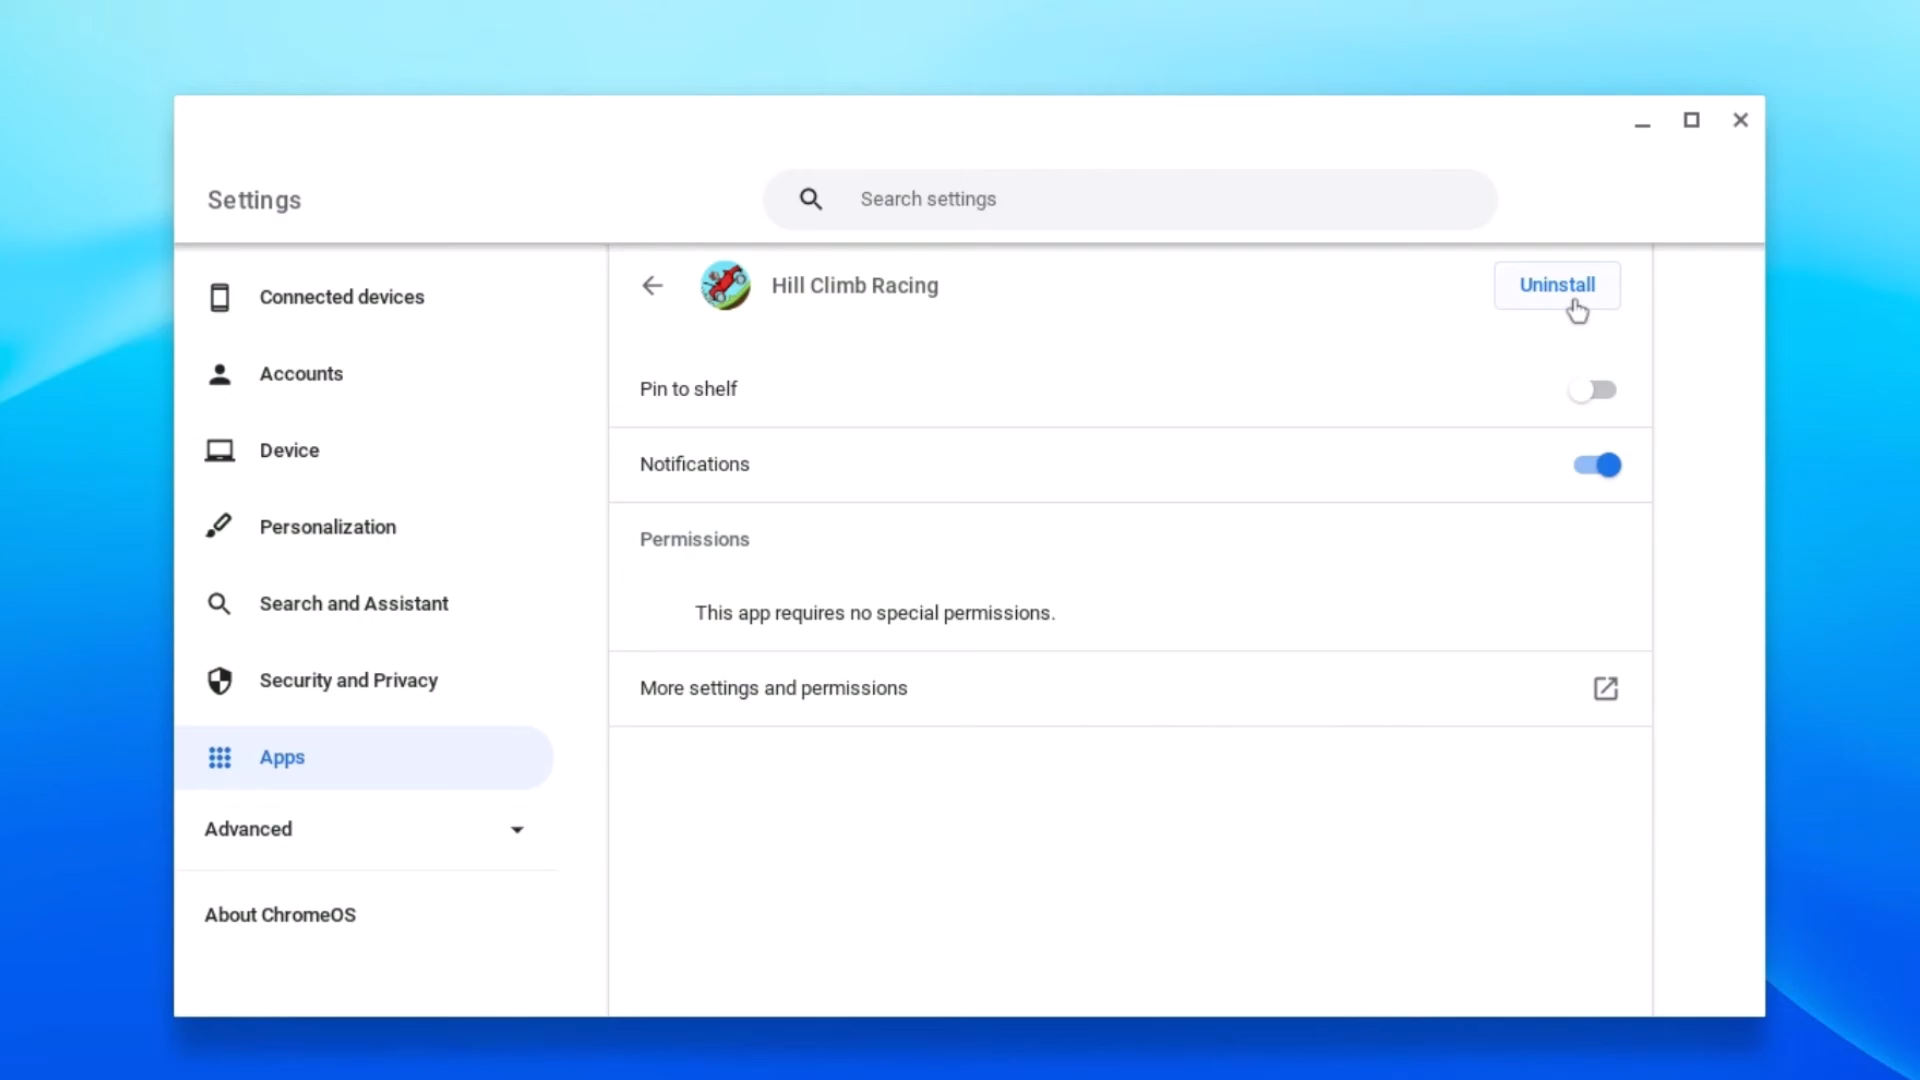 Settings
Search settings
Connected devices
Accounts
Device
Personalization
Search and Assistant
Security and Privacy
Apps
Advanced
About ChromeOS
Hill Climb Racing
Uninstall
Pin to shelf
Notifications
Permissions
This app requires no special permissions.
More settings and permissions